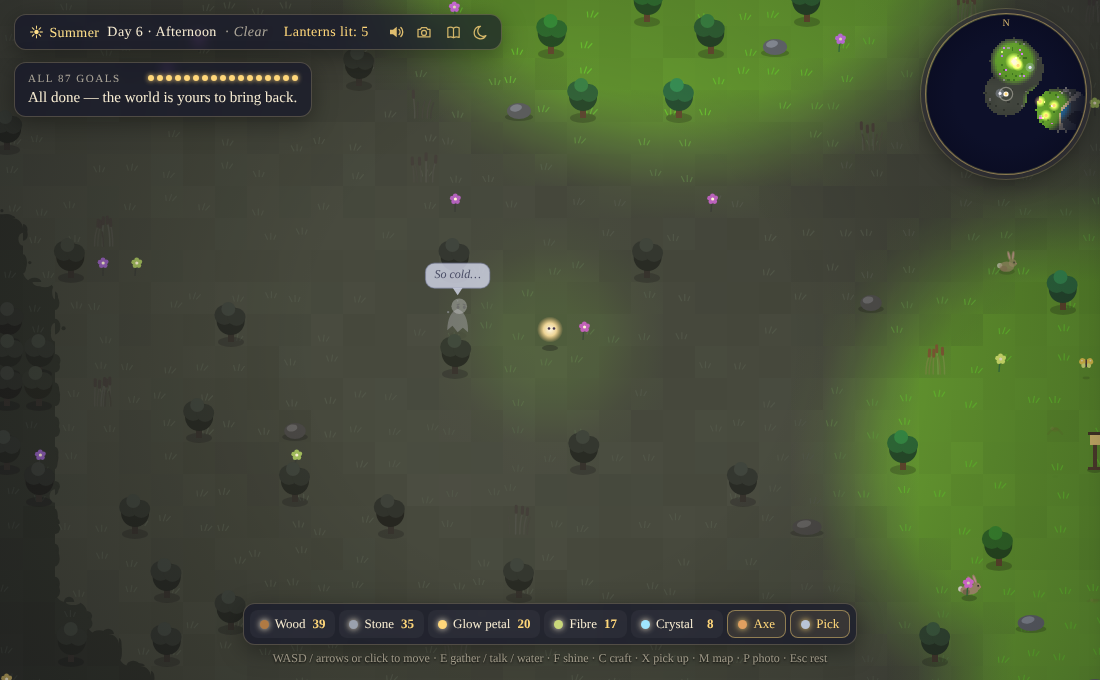 Summer Day 6 · Afternoon · Clear Lanterns lit: 5
N
ALL 87 GOALS
All done — the world is yours to bring back.
So cold…
Wood 39 Stone 35 Glow petal 20 Fibre 17 Crystal 8 Axe Pick
WASD / arrows or click to move · E gather / talk / water · F shine · C craft · X pick up · M map · P photo · Esc rest